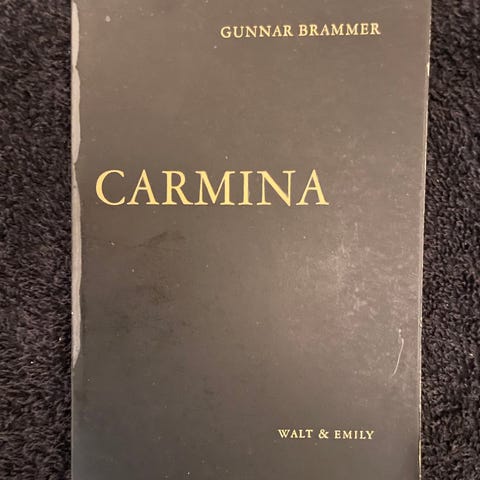 GUNNAR BRAMMER
CARMINA
WALT & EMILY